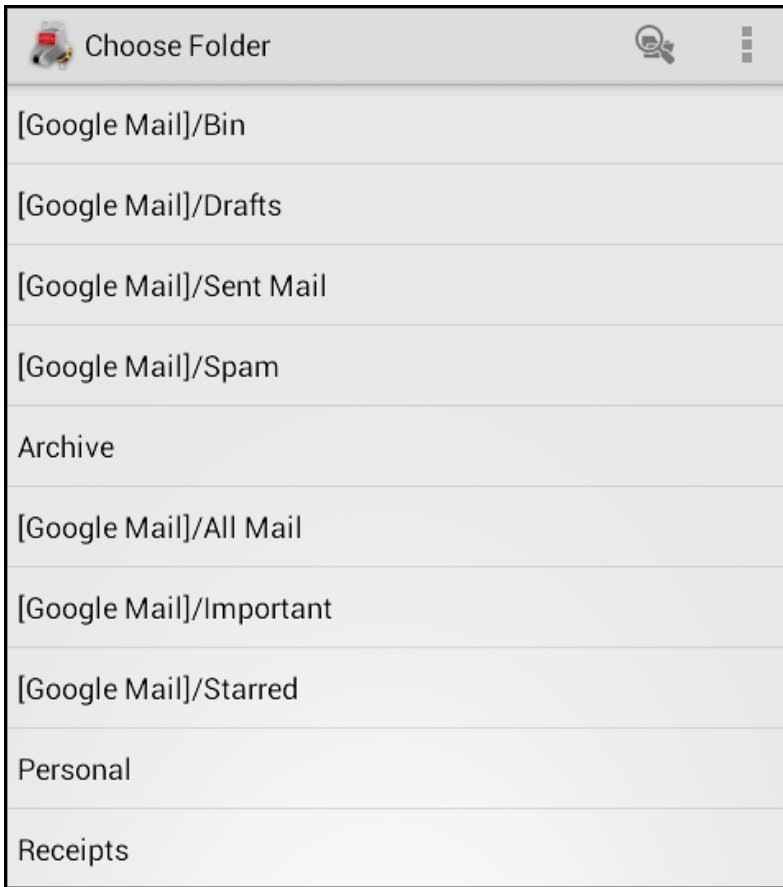 Choose Folder
[Google Mail]/Bin
[Google Mail]/Drafts
[Google Mail]/Sent Mail
[Google Mail]/Spam
Archive
[Google Mail]/All Mail
[Google Mail]/Important
[Google Mail]/Starred
Personal
Receipts